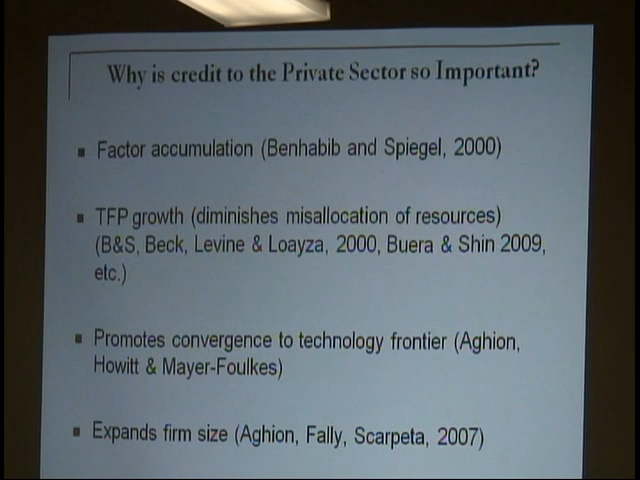 Why is credit to the Private Sector so Important?
Factor accumulation (Benhabib and Spiegel, 2000)
TFP growth (diminishes misallocation of resources)
(B&S, Beck, Levine & Loayza, 2000, Buera & Shin 2009,
etc.)
Promotes convergence to technology frontier (Aghion,
Howitt & Mayer-Foulkes)
Expands firm size (Aghion, Fally, Scarpeta, 2007)